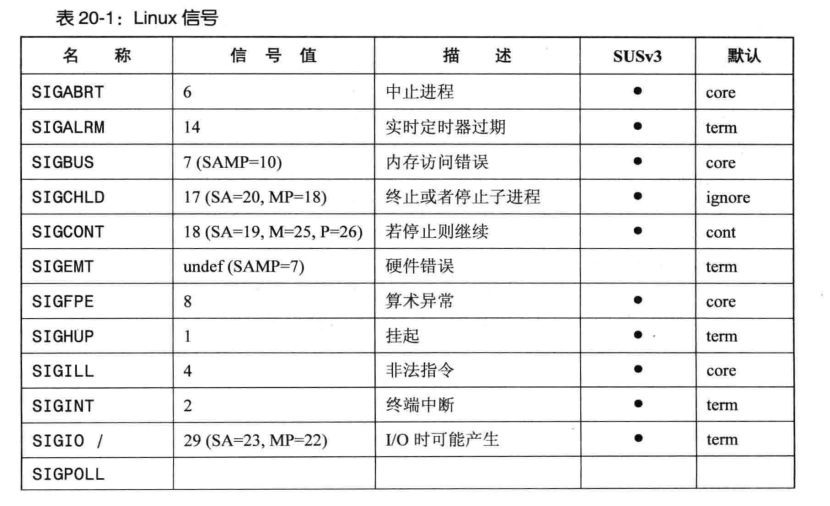 表 20-1：Linux 信号
名 称 信 号 值 描 述 SUSv3 默认
SIGABRT 6 中止进程 ● core
SIGALRM 14 实时定时器过期 ● term
SIGBUS 7 (SAMP=10) 内存访问错误 ● core
SIGCHLD 17 (SA=20, MP=18) 终止或者停止子进程 ● ignore
SIGCONT 18 (SA=19, M=25, P=26) 若停止则继续 ● cont
SIGEMT undef (SAMP=7) 硬件错误 term
SIGFPE 8 算术异常 ● core
SIGHUP 1 挂起 ● term
SIGILL 4 非法指令 ● core
SIGINT 2 终端中断 ● term
SIGIO / 29 (SA=23, MP=22) I/O 时可能产生 ● term
SIGPOLL